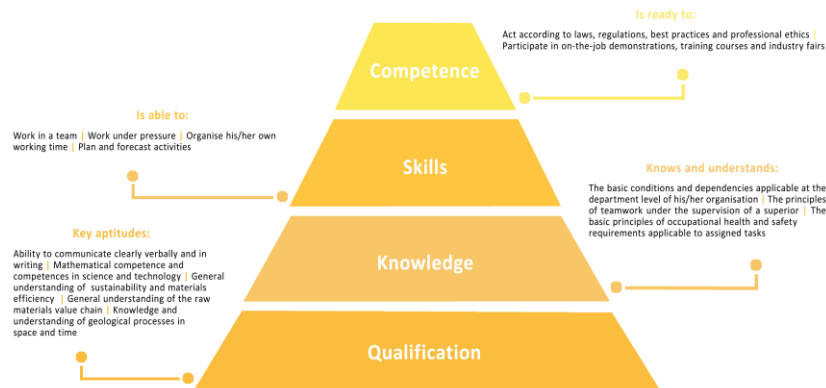 Is ready to:
Act according to laws, regulations, best practices and professional ethics |
Participate in on-the-job demonstrations, training courses and industry fairs
Competence
Is able to:
Work in a team | Work under pressure | Organise his/her own
working time | Plan and forecast activities
Skills
Knows and understands:
The basic conditions and dependencies applicable at the
department level of his/her organisation | The principles
of teamwork under the supervision of a superior | The
basic principles of occupational health and safety
requirements applicable to assigned tasks
Knowledge
Key aptitudes:
Ability to communicate clearly verbally and in
writing | Mathematical competence and
competences in science and technology | General
understanding of sustainability and materials
efficiency | General understanding of the raw
materials value chain | Knowledge and
understanding of geological processes in
space and time
Qualification